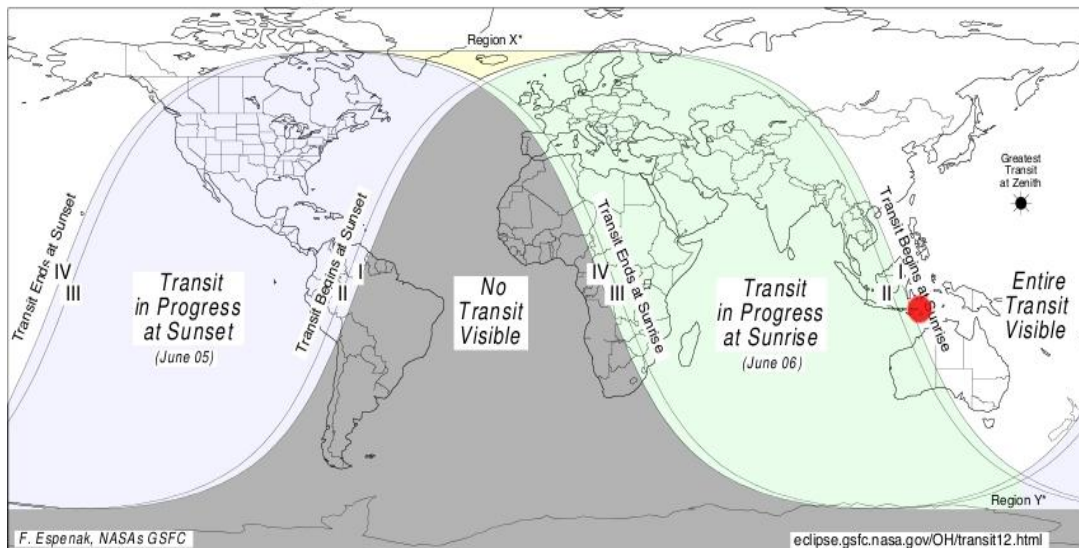 Region X*
Greatest
Transit
at Zenith
Transit Ends at Sunset
IV
III
Transit
in Progress
at Sunset
(June 05)
Transit Begins at Sunset
I
II
No
Transit
Visible
IV
III
Transit Ends at Sunrise
Transit
in Progress
at Sunrise
(June 06)
Transit Begins at Sunrise
I
II
Entire
Transit
Visible
Region Y*
F. Espenak, NASAs GSFC
eclipse.gsfc.nasa.gov/OH/transit12.html